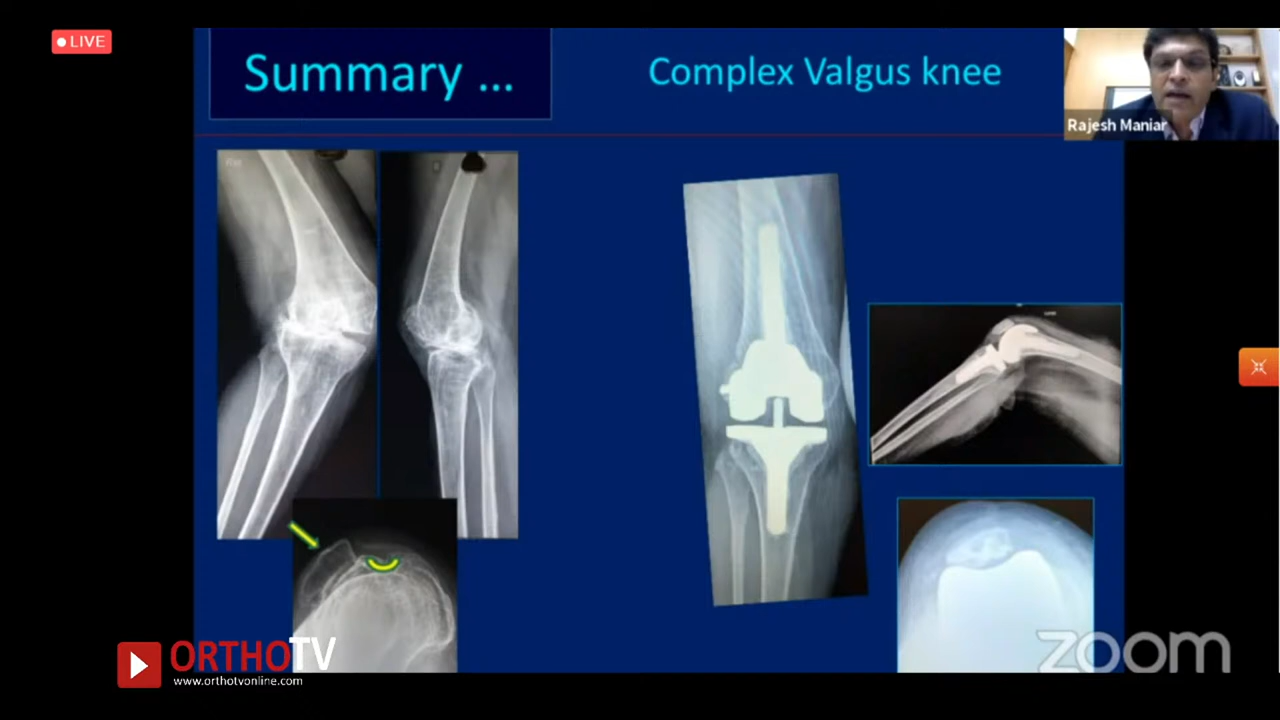 LIVE
Summary ...
Complex Valgus knee
Rajesh Maniar
ORTHOTV
www.orthotvonline.com
zoom